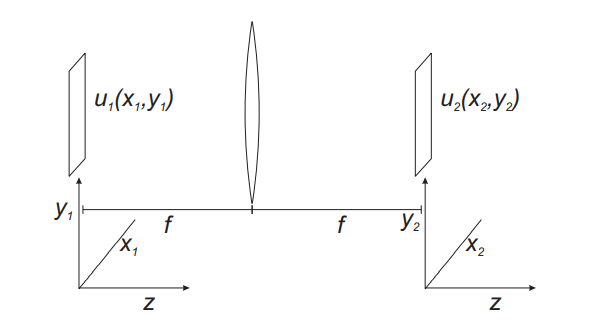 u₁(x₁,y₁)
u₂(x₂,y₂)
y₁
f
f
y₂
x₁
x₂
z
z